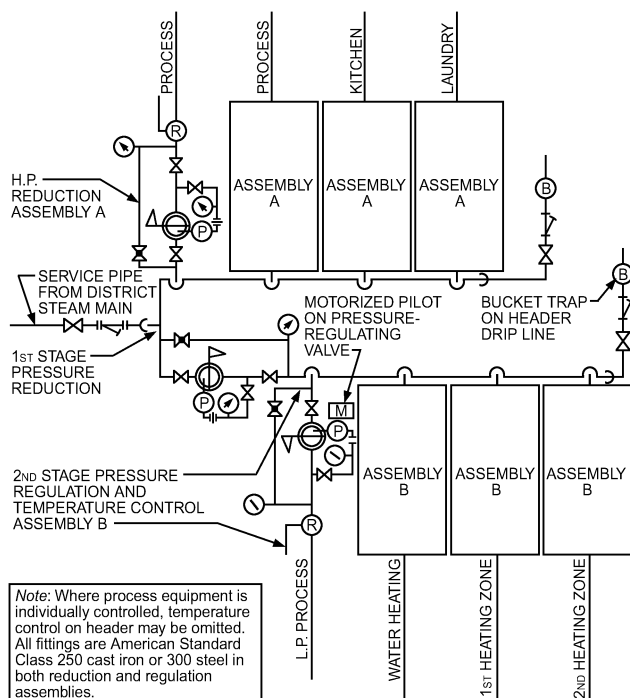 PROCESS
PROCESS
KITCHEN
LAUNDRY
R
H.P.
REDUCTION
ASSEMBLY A
P
ASSEMBLY
A
ASSEMBLY
A
ASSEMBLY
A
B
B
SERVICE PIPE
FROM DISTRICT
STEAM MAIN
MOTORIZED PILOT
ON PRESSURE-
REGULATING
VALVE
BUCKET TRAP
ON HEADER
DRIP LINE
1ST STAGE
PRESSURE
REDUCTION
P
M
P
2ND STAGE PRESSURE
REGULATION AND
TEMPERATURE CONTROL
ASSEMBLY B
R
ASSEMBLY
B
ASSEMBLY
B
ASSEMBLY
B
L.P. PROCESS
WATER HEATING
1ST HEATING ZONE
2ND HEATING ZONE
Note: Where process equipment is
individually controlled, temperature
control on header may be omitted.
All fittings are American Standard
Class 250 cast iron or 300 steel in
both reduction and regulation
assemblies.